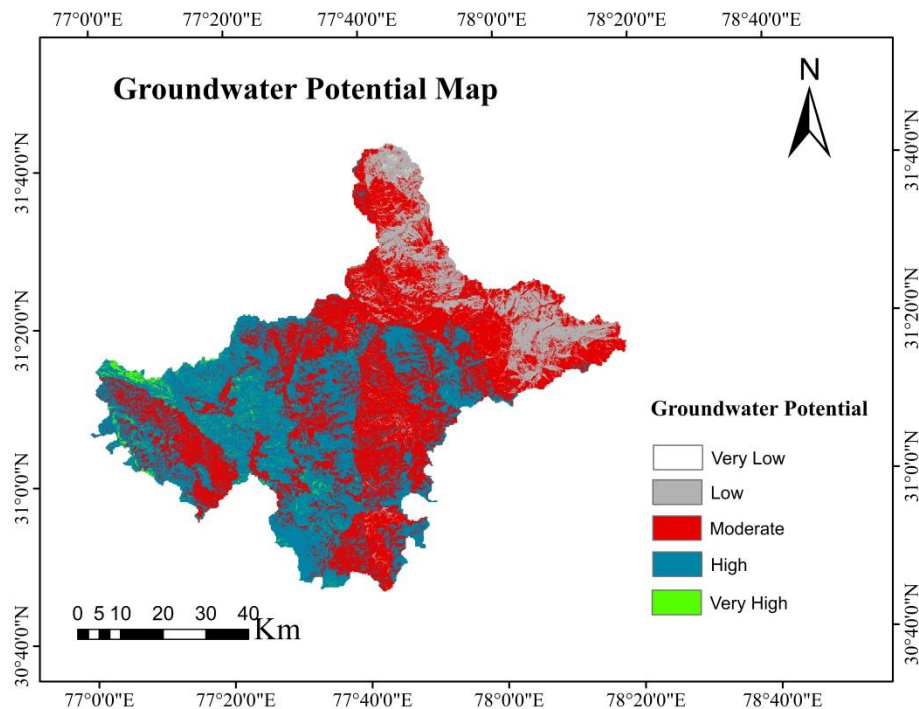 77°0'0"E 77°20'0"E 77°40'0"E 78°0'0"E 78°20'0"E 78°40'0"E
Groundwater Potential Map
N
31°40'0"N 31°40'0"N
31°20'0"N 31°20'0"N
Groundwater Potential
Very Low
31°0'0"N 31°0'0"N
Low
Moderate
High
Very High
0 5 10 20 30 40
Km
30°40'0"N 30°40'0"N
77°0'0"E 77°20'0"E 77°40'0"E 78°0'0"E 78°20'0"E 78°40'0"E